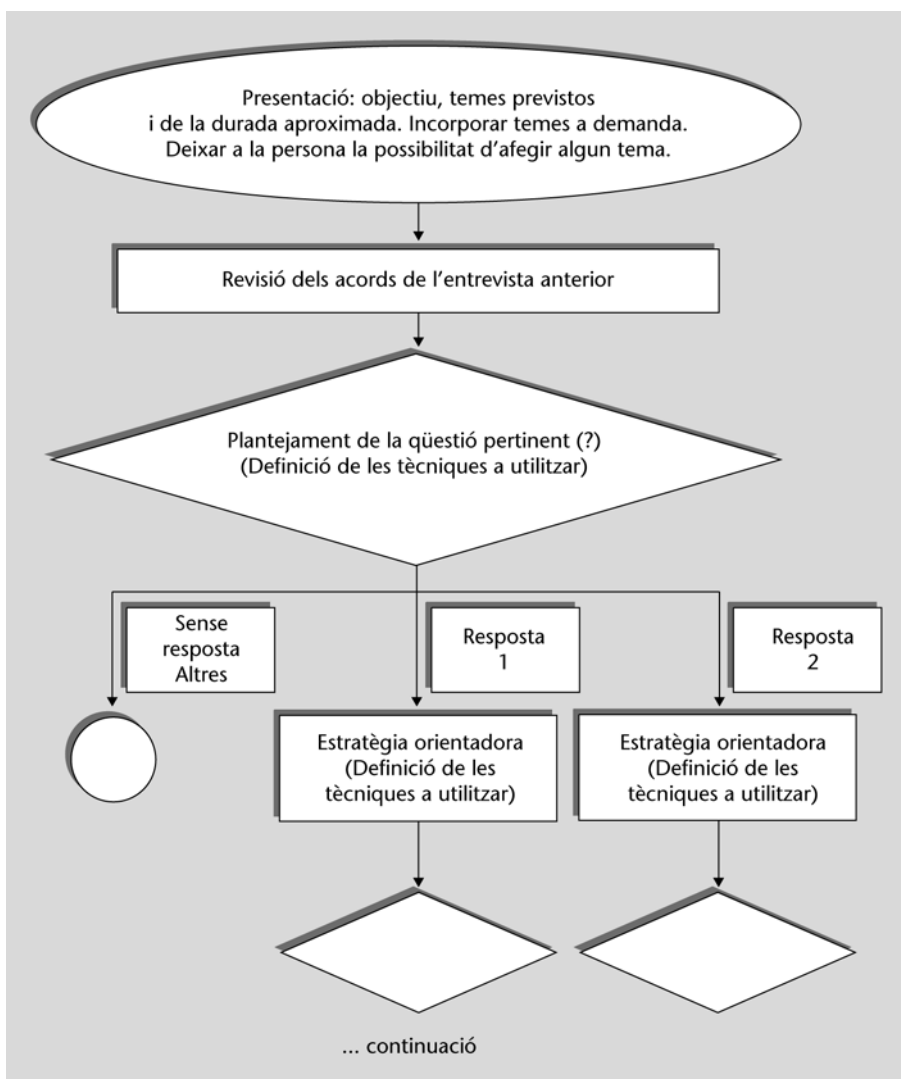 Presentació: objectiu, temes previstos
i de la durada aproximada. Incorporar temes a demanda.
Deixar a la persona la possibilitat d’afegir algun tema.
Revisió dels acords de l’entrevista anterior
Plantejament de la qüestió pertinent (?)
(Definició de les tècniques a utilitzar)
Sense
resposta
Altres
Resposta
1
Resposta
2
Estratègia orientadora
(Definició de les
tècniques a utilitzar)
Estratègia orientadora
(Definició de les
tècniques a utilitzar)
... continuació